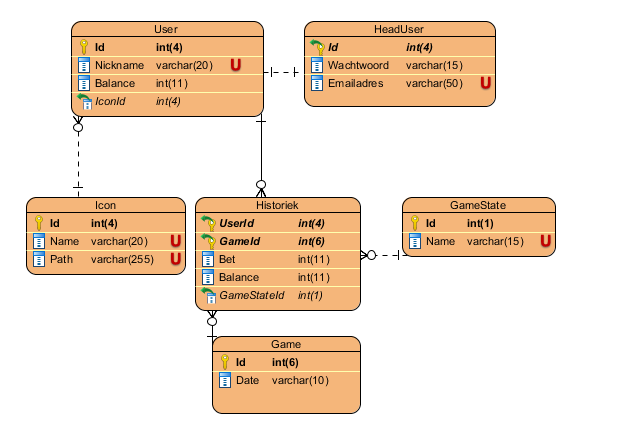 User
Id int(4)
Nickname varchar(20) U
Balance int(11)
IconId int(4)
HeadUser
Id int(4)
Wachtwoord varchar(15)
Emailadres varchar(50) U
Icon
Id int(4)
Name varchar(20) U
Path varchar(255) U
Historiek
UserId int(4)
GameId int(6)
Bet int(11)
Balance int(11)
GameStateId int(1)
GameState
Id int(1)
Name varchar(15) U
Game
Id int(6)
Date varchar(10)